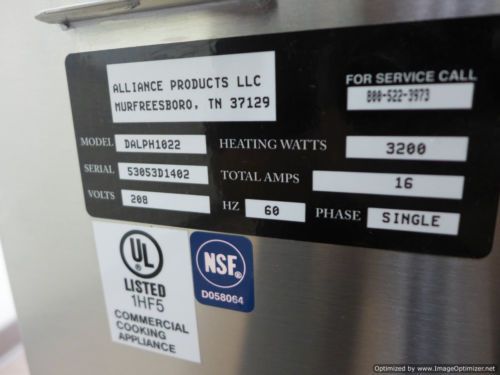 ALLIANCE PRODUCTS LLC
MURFREESBORO, TN 37129
FOR SERVICE CALL
800-522-3973
MODEL DALPH1022
HEATING WATTS 3200
SERIAL 53053D1402
TOTAL AMPS 16
VOLTS 208
HZ 60
PHASE SINGLE
UL
LISTED
1HF5
COMMERCIAL
COOKING
APPLIANCE
NSF
D058064
Optimized by www.ImageOptimizer.net